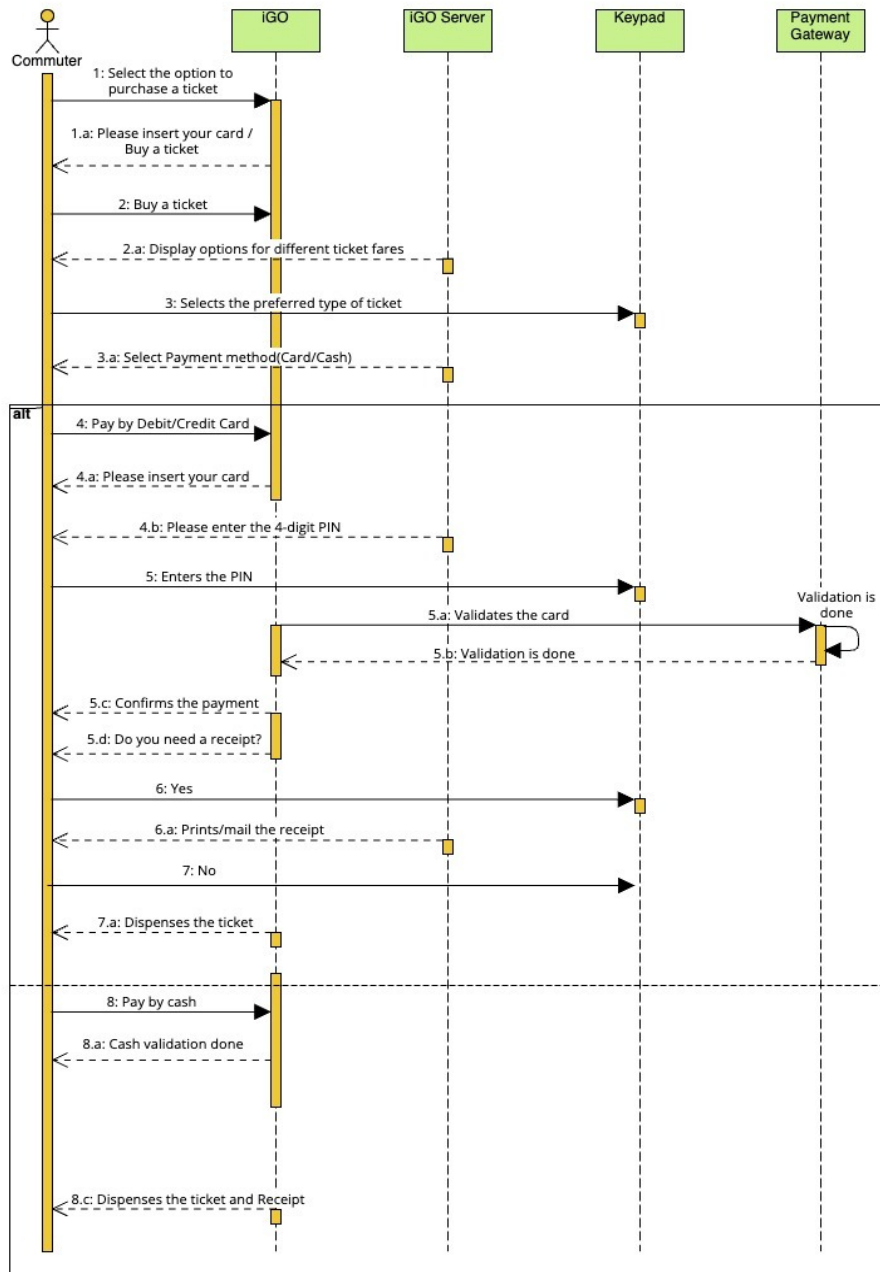 iGO
iGO Server
Keypad
Payment
Gateway
Commuter
1: Select the option to
purchase a ticket
1.a: Please insert your card /
Buy a ticket
2: Buy a ticket
2.a: Display options for different ticket fares
3: Selects the preferred type of ticket
3.a: Select Payment method(Card/Cash)
alt
4: Pay by Debit/Credit Card
4.a: Please insert your card
4.b: Please enter the 4-digit PIN
5: Enters the PIN
Validation is
done
5.a: Validates the card
5.b: Validation is done
5.c: Confirms the payment
5.d: Do you need a receipt?
6: Yes
6.a: Prints/mail the receipt
7: No
7.a: Dispenses the ticket
8: Pay by cash
8.a: Cash validation done
8.c: Dispenses the ticket and Receipt